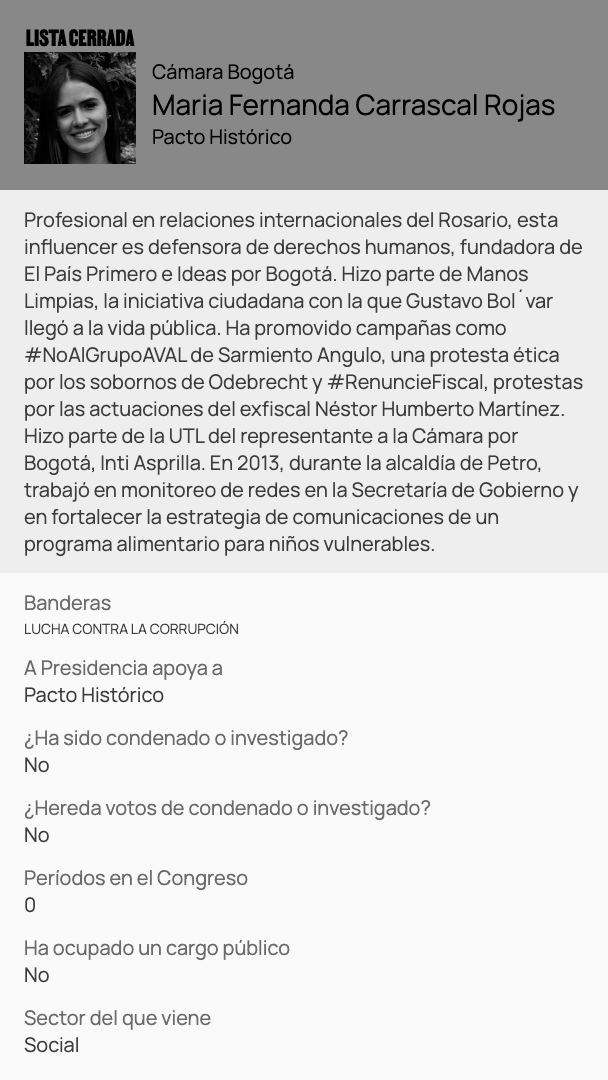 LISTA CERRADA
Cámara Bogotá
Maria Fernanda Carrascal Rojas
Pacto Histórico
Profesional en relaciones internacionales del Rosario, esta
influencer es defensora de derechos humanos, fundadora de
El País Primero e Ideas por Bogotá. Hizo parte de Manos
Limpias, la iniciativa ciudadana con la que Gustavo Bol´var
llegó a la vida pública. Ha promovido campañas como
#NoAlGrupoAVAL de Sarmiento Angulo, una protesta ética
por los sobornos de Odebrecht y #RenuncieFiscal, protestas
por las actuaciones del exfiscal Néstor Humberto Martínez.
Hizo parte de la UTL del representante a la Cámara por
Bogotá, Inti Asprilla. En 2013, durante la alcaldía de Petro,
trabajó en monitoreo de redes en la Secretaría de Gobierno y
en fortalecer la estrategia de comunicaciones de un
programa alimentario para niños vulnerables.
Banderas
LUCHA CONTRA LA CORRUPCIÓN
A Presidencia apoya a
Pacto Histórico
¿Ha sido condenado o investigado?
No
¿Hereda votos de condenado o investigado?
No
Períodos en el Congreso
0
Ha ocupado un cargo público
No
Sector del que viene
Social